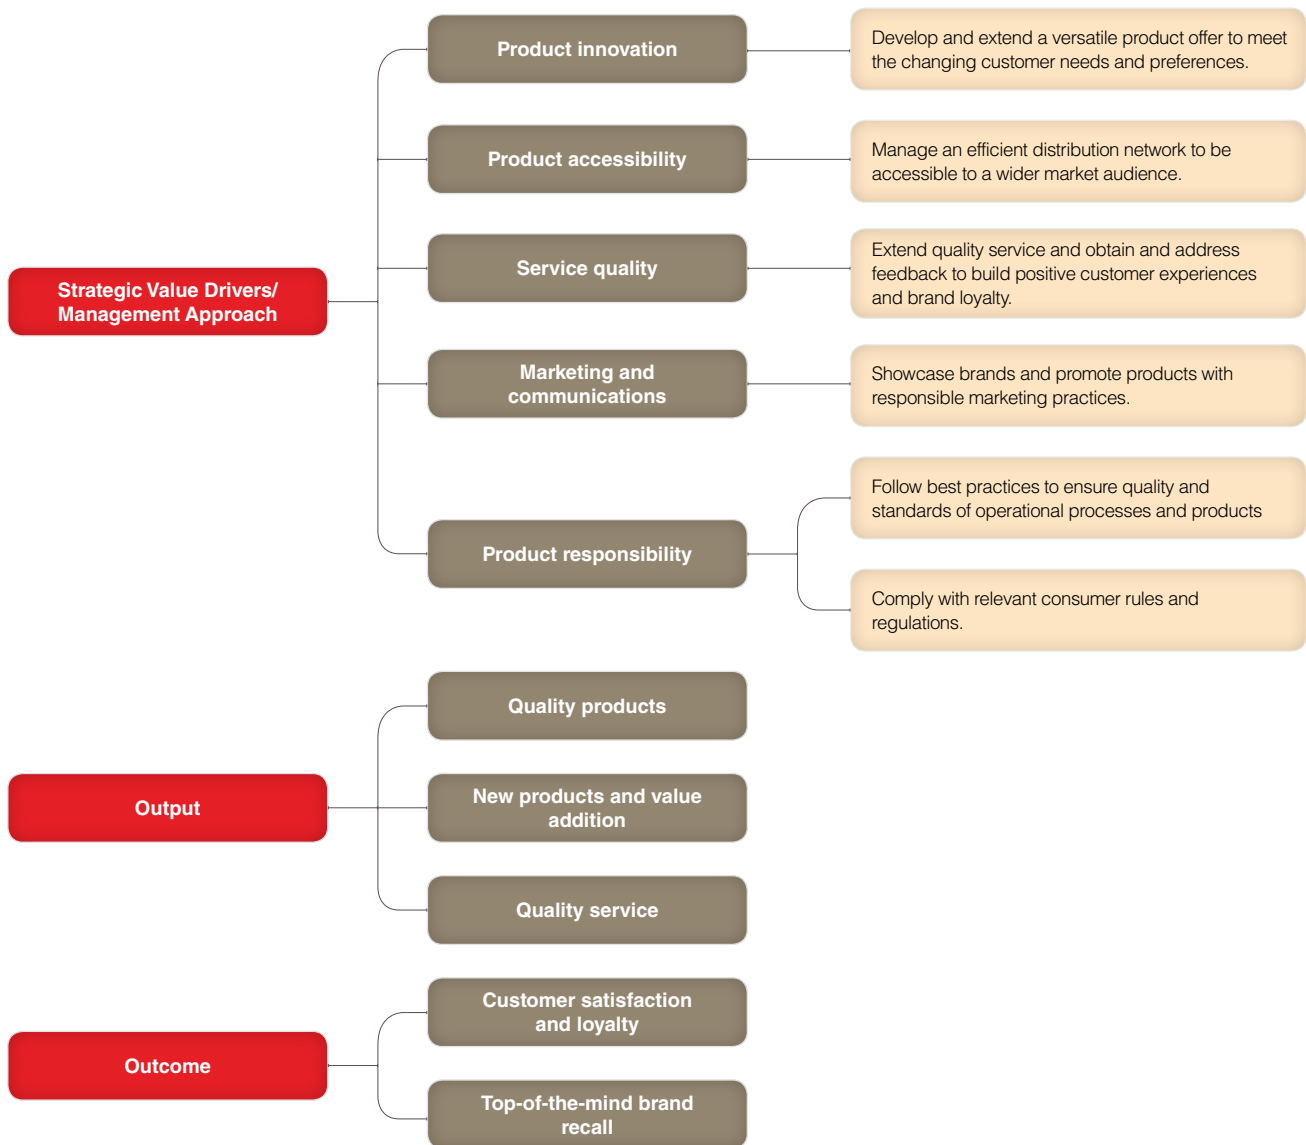 Strategic Value Drivers/
Management Approach
Product innovation
Develop and extend a versatile product offer to meet
the changing customer needs and preferences.
Product accessibility
Manage an efficient distribution network to be
accessible to a wider market audience.
Service quality
Extend quality service and obtain and address
feedback to build positive customer experiences
and brand loyalty.
Marketing and
communications
Showcase brands and promote products with
responsible marketing practices.
Product responsibility
Follow best practices to ensure quality and
standards of operational processes and products
Comply with relevant consumer rules and
regulations.
Output
Quality products
New products and value
addition
Quality service
Outcome
Customer satisfaction
and loyalty
Top-of-the-mind brand
recall